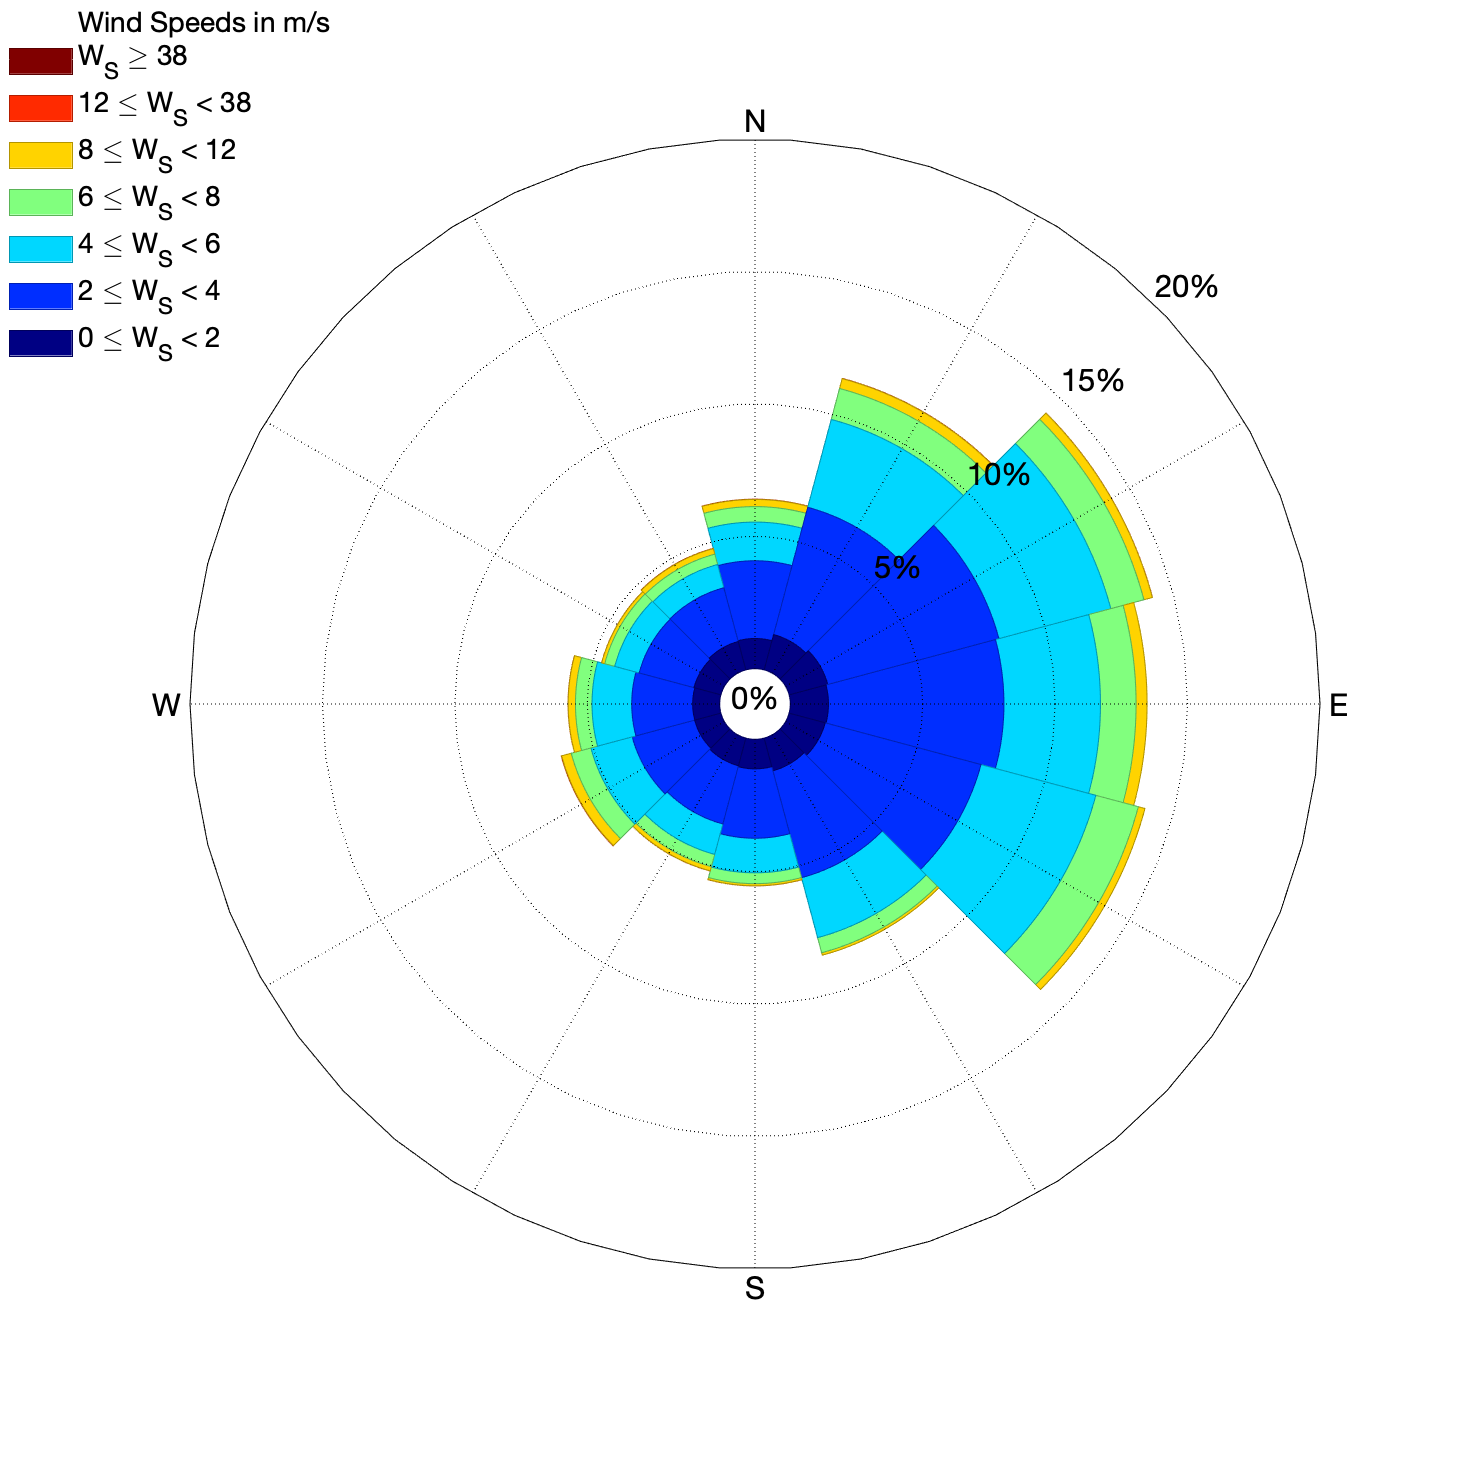 Wind Speeds in m/s
W_S ≥ 38
12 ≤ W_S < 38
8 ≤ W_S < 12
6 ≤ W_S < 8
4 ≤ W_S < 6
2 ≤ W_S < 4
0 ≤ W_S < 2
N
20%
15%
10%
5%
0%
W
E
S